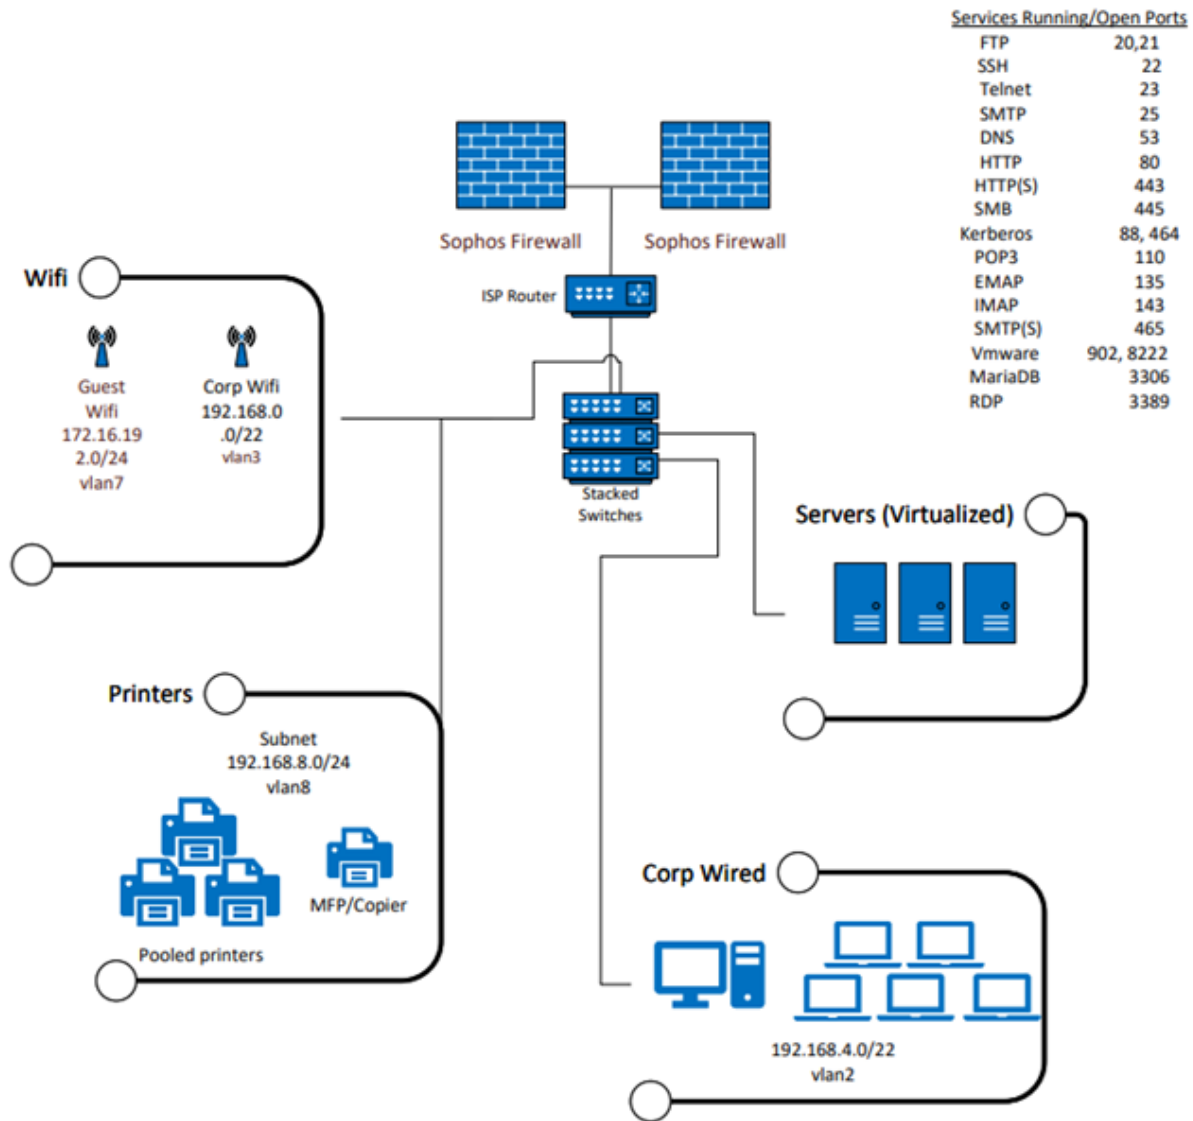 Services Running/Open Ports
FTP 20,21
SSH 22
Telnet 23
SMTP 25
DNS 53
HTTP 80
HTTP(S) 443
SMB 445
Kerberos 88, 464
POP3 110
EMAP 135
IMAP 143
SMTP(S) 465
Vmware 902, 8222
MariaDB 3306
RDP 3389
Sophos Firewall
Sophos Firewall
ISP Router
Stacked
Switches
Wifi
Guest
Wifi
172.16.19
2.0/24
vlan7
Corp Wifi
192.168.0
.0/22
vlan3
Servers (Virtualized)
Printers
Subnet
192.168.8.0/24
vlan8
MFP/Copier
Pooled printers
Corp Wired
192.168.4.0/22
vlan2